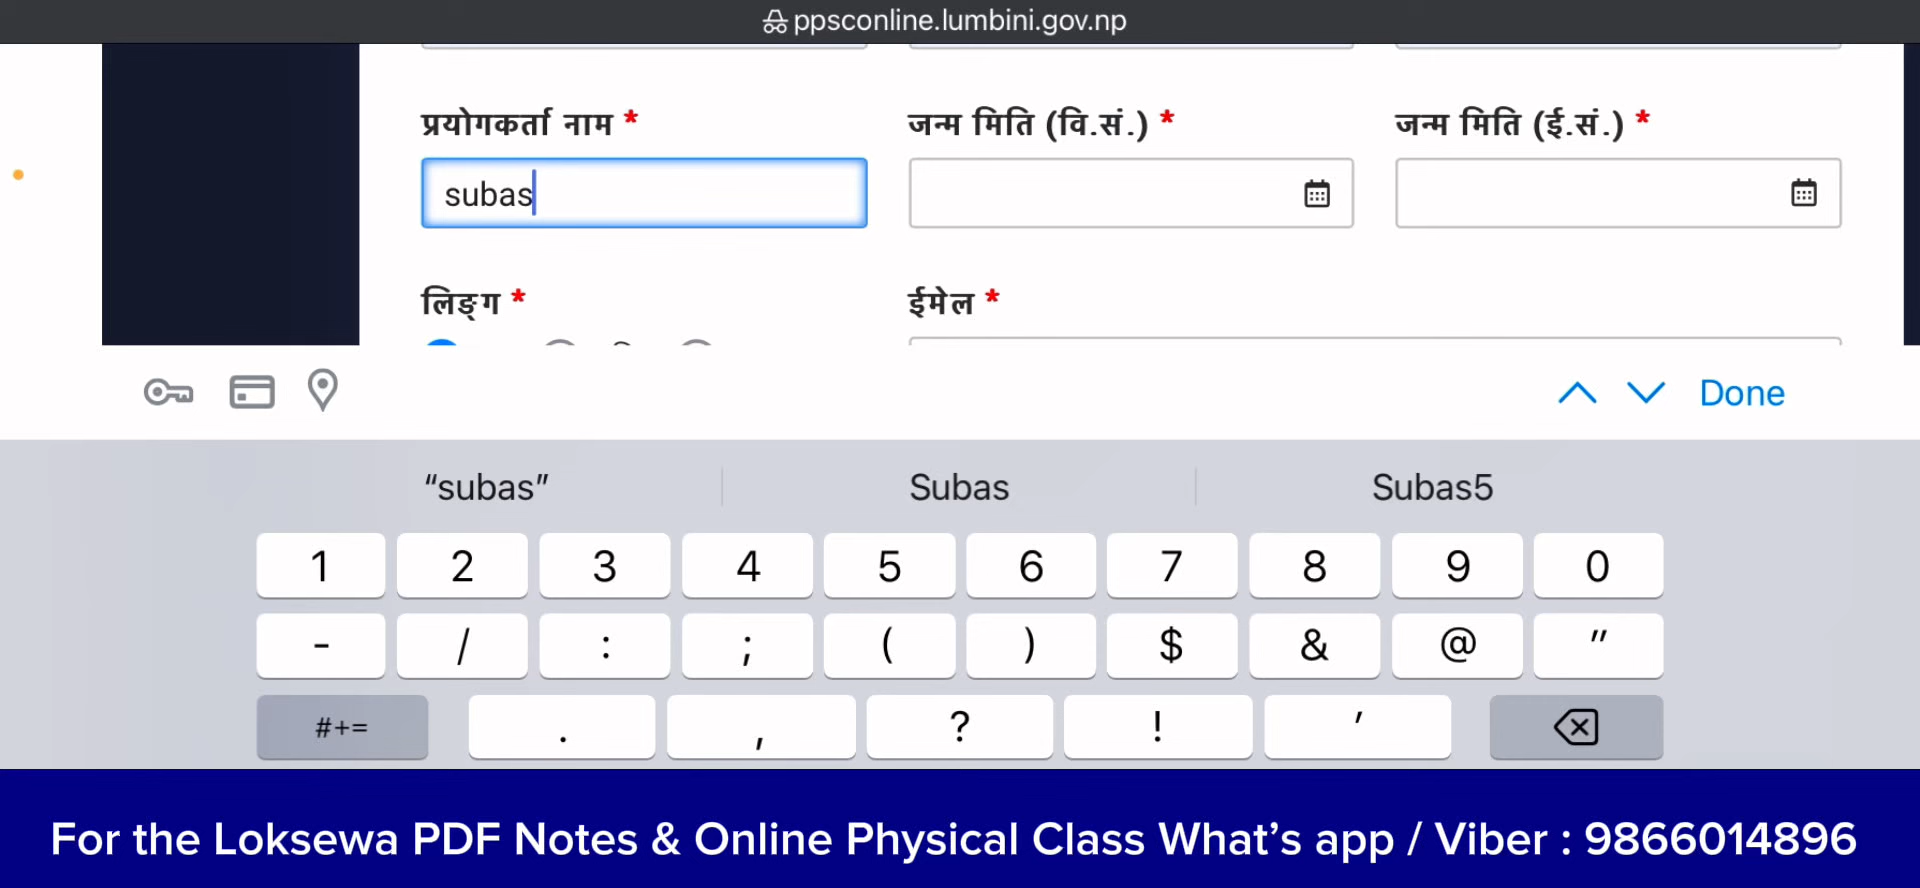 ppsconline.lumbini.gov.np
प्रयोगकर्ता नाम * जन्म मिति (वि.सं.) * जन्म मिति (ई.सं.) *
subas
लिङ्ग * ईमेल *
Done
“subas” Subas Subas5
1 2 3 4 5 6 7 8 9 0
- / : ; ( ) $ & @ "
#+= . , ? ! '
For the Loksewa PDF Notes & Online Physical Class What’s app / Viber : 9866014896